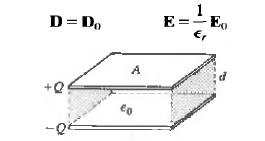 D = D₀ E = 1/ϵᵣ E₀
A
+Q
d
ϵ₀
−Q